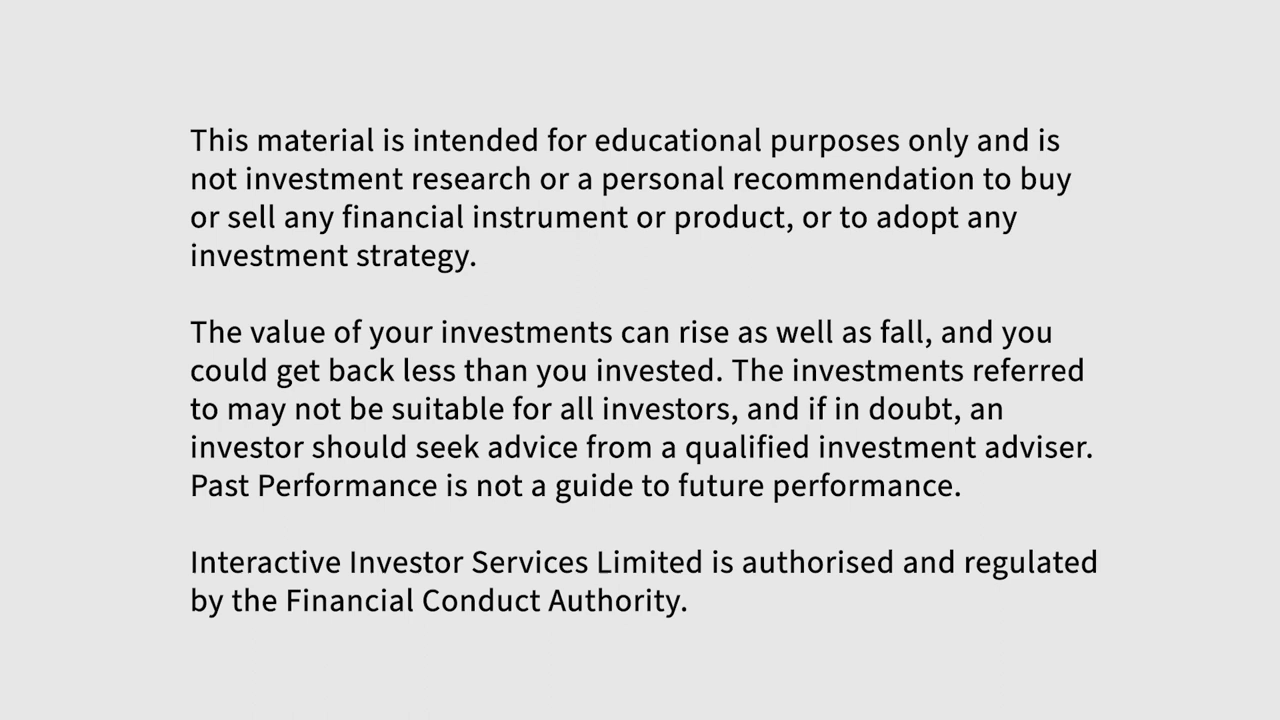 This material is intended for educational purposes only and is
not investment research or a personal recommendation to buy
or sell any financial instrument or product, or to adopt any
investment strategy.
The value of your investments can rise as well as fall, and you
could get back less than you invested. The investments referred
to may not be suitable for all investors, and if in doubt, an
investor should seek advice from a qualified investment adviser.
Past Performance is not a guide to future performance.
Interactive Investor Services Limited is authorised and regulated
by the Financial Conduct Authority.